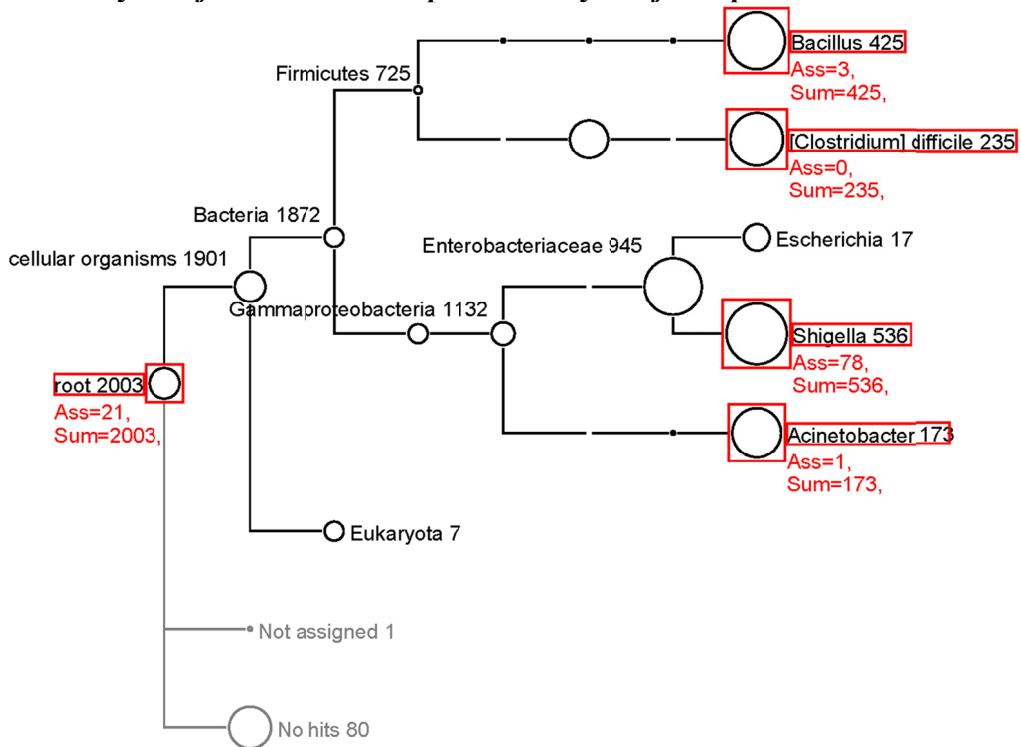 Bacillus 425
Ass=3,
Sum=425,
Firmicutes 725
[Clostridium] difficile 235
Ass=0,
Sum=235,
Bacteria 1872
Enterobacteriaceae 945
Escherichia 17
cellular organisms 1901
Gammaproteobacteria 1132
Shigella 536
Ass=78,
Sum=536,
root 2003
Ass=21,
Sum=2003,
Acinetobacter 173
Ass=1,
Sum=173,
Eukaryota 7
Not assigned 1
No hits 80